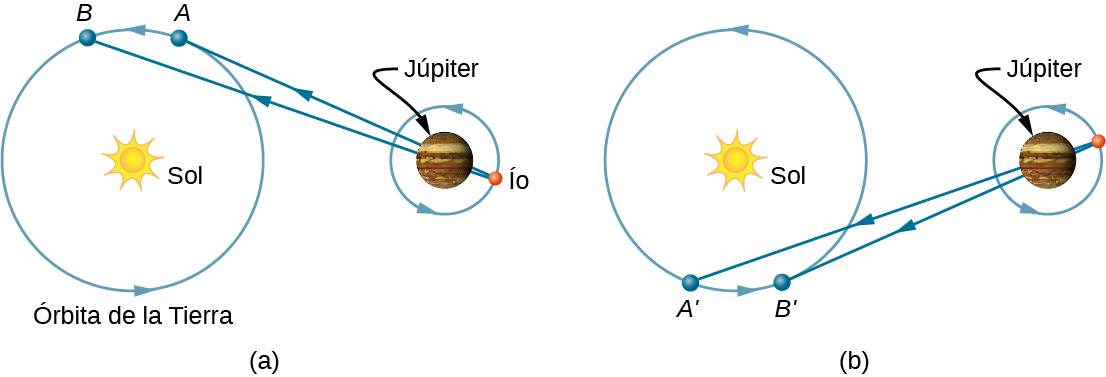 B
A
Júpiter
Sol
Ío
Órbita de la Tierra
(a)
Júpiter
Sol
A'
B'
(b)